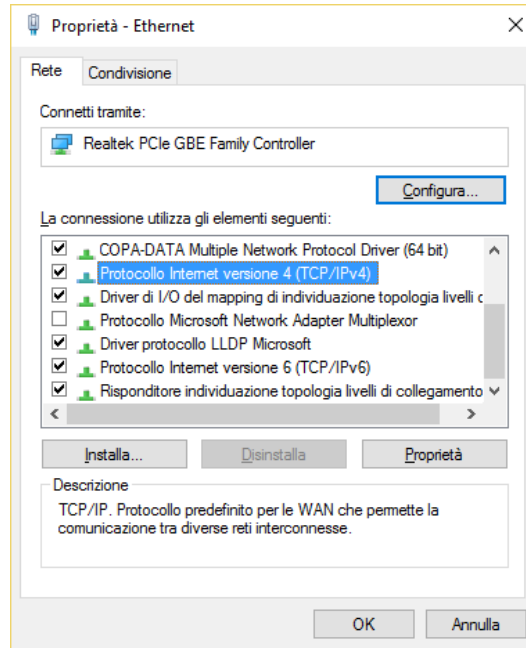 Proprietà - Ethernet
Rete Condivisione
Connetti tramite:
Realtek PCIe GBE Family Controller
Configura...
La connessione utilizza gli elementi seguenti:
COPA-DATA Multiple Network Protocol Driver (64 bit)
Protocollo Internet versione 4 (TCP/IPv4)
Driver di I/O del mapping di individuazione topologia livelli
Protocollo Microsoft Network Adapter Multiplexor
Driver protocollo LLDP Microsoft
Protocollo Internet versione 6 (TCP/IPv6)
Risponditore individuazione topologia livelli di collegamento
Installa... Disinstalla Proprietà
Descrizione
TCP/IP. Protocollo predefinito per le WAN che permette la
comunicazione tra diverse reti interconnesse.
OK Annulla